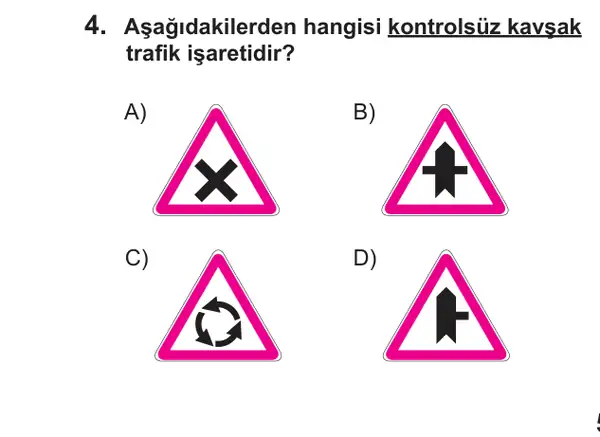 4. Aşağıdakilerden hangisi kontrolsüz kavşak
trafik işaretidir?
A)
B)
C)
D)